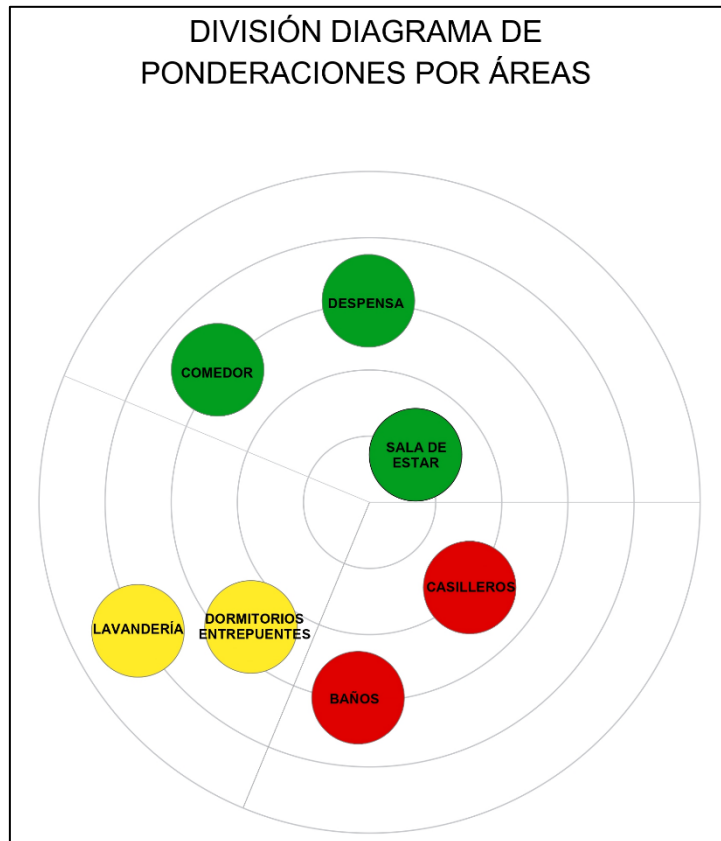 DIVISIÓN DIAGRAMA DE
PONDERACIONES POR ÁREAS
DESPENSA
COMEDOR
SALA DE
ESTAR
CASILLEROS
LAVANDERÍA
DORMITORIOS
ENTREPUENTES
BAÑOS